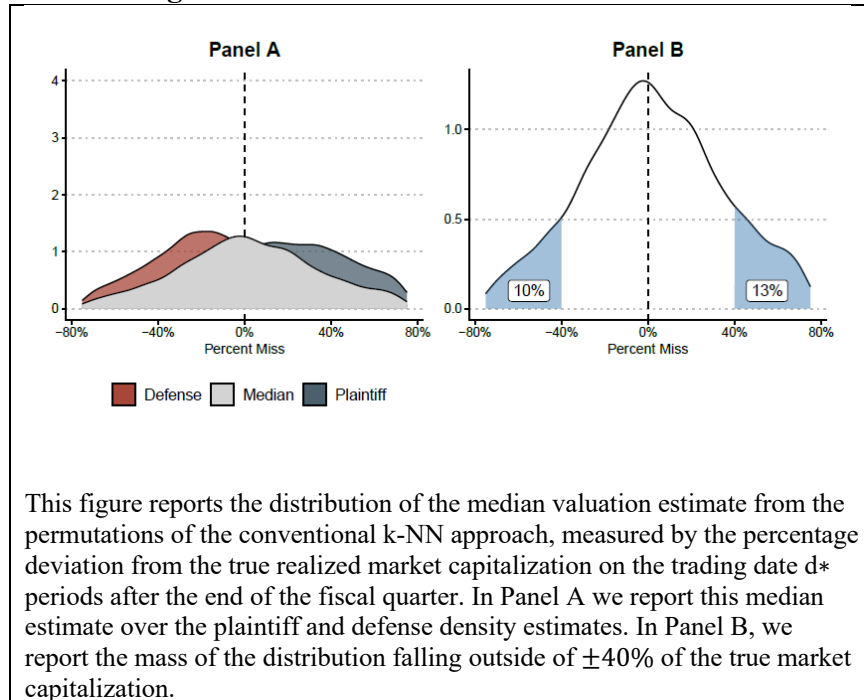 Panel A
4
3
2
1
0
−80%
−40%
0%
40%
80%
Percent Miss
Defense
Median
Plaintiff
Panel B
1.0
0.5
0.0
10%
13%
−80%
−40%
0%
40%
80%
Percent Miss
This figure reports the distribution of the median valuation estimate from the
permutations of the conventional k-NN approach, measured by the percentage
deviation from the true realized market capitalization on the trading date d*
periods after the end of the fiscal quarter. In Panel A we report this median
estimate over the plaintiff and defense density estimates. In Panel B, we
report the mass of the distribution falling outside of ±40% of the true market
capitalization.